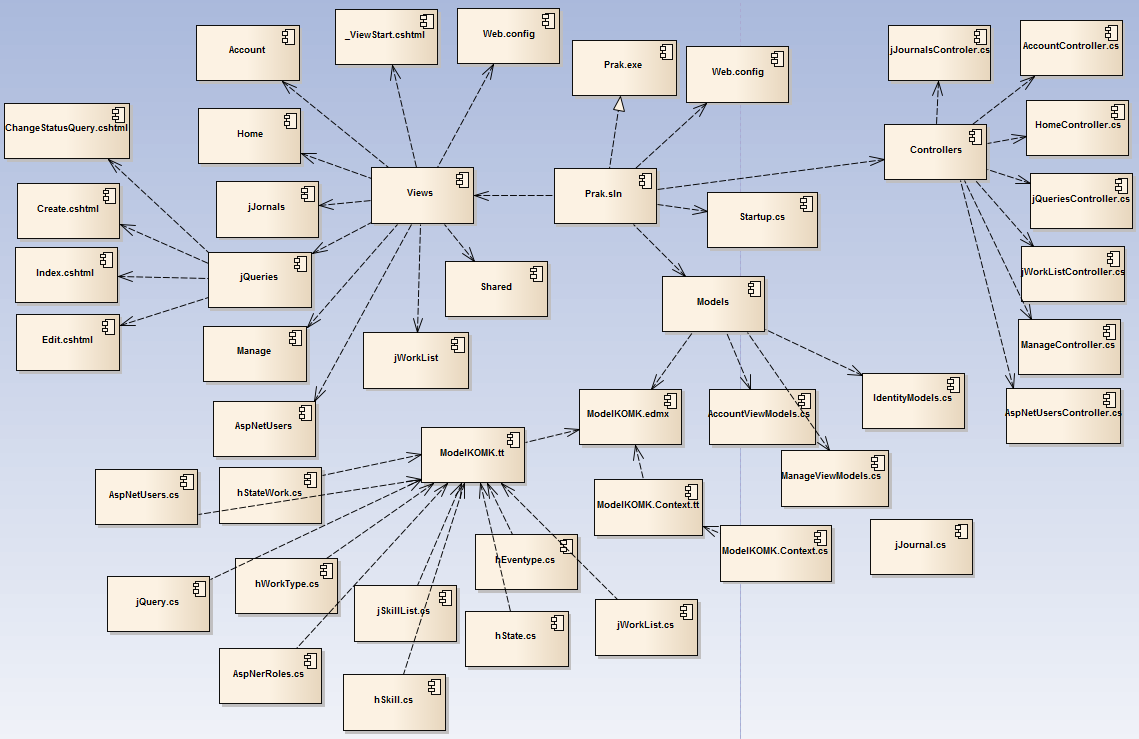 Account
_ViewStart.cshtml
Web.config
Prak.exe
Web.config
jJournalsControler.cs
AccountController.cs
ChangeStatusQuery.cshtml
Home
Controllers
HomeController.cs
Create.cshtml
jJornals
Views
Prak.sln
Startup.cs
jQueriesController.cs
Index.cshtml
jQueries
Shared
Models
jWorkListController.cs
Edit.cshtml
Manage
jWorkList
ManageController.cs
AspNetUsers
ModelKOMK.edmx
AccountViewModels.cs
IdentityModels.cs
AspNetUsersController.cs
ModelKOMK.tt
AspNetUsers.cs
hStateWork.cs
ModelKOMK.Context.tt
ManageViewModels.cs
ModelKOMK.Context.cs
jJournal.cs
jQuery.cs
hWorkType.cs
jSkillList.cs
hEventype.cs
hState.cs
jWorkList.cs
AspNerRoles.cs
hSkill.cs